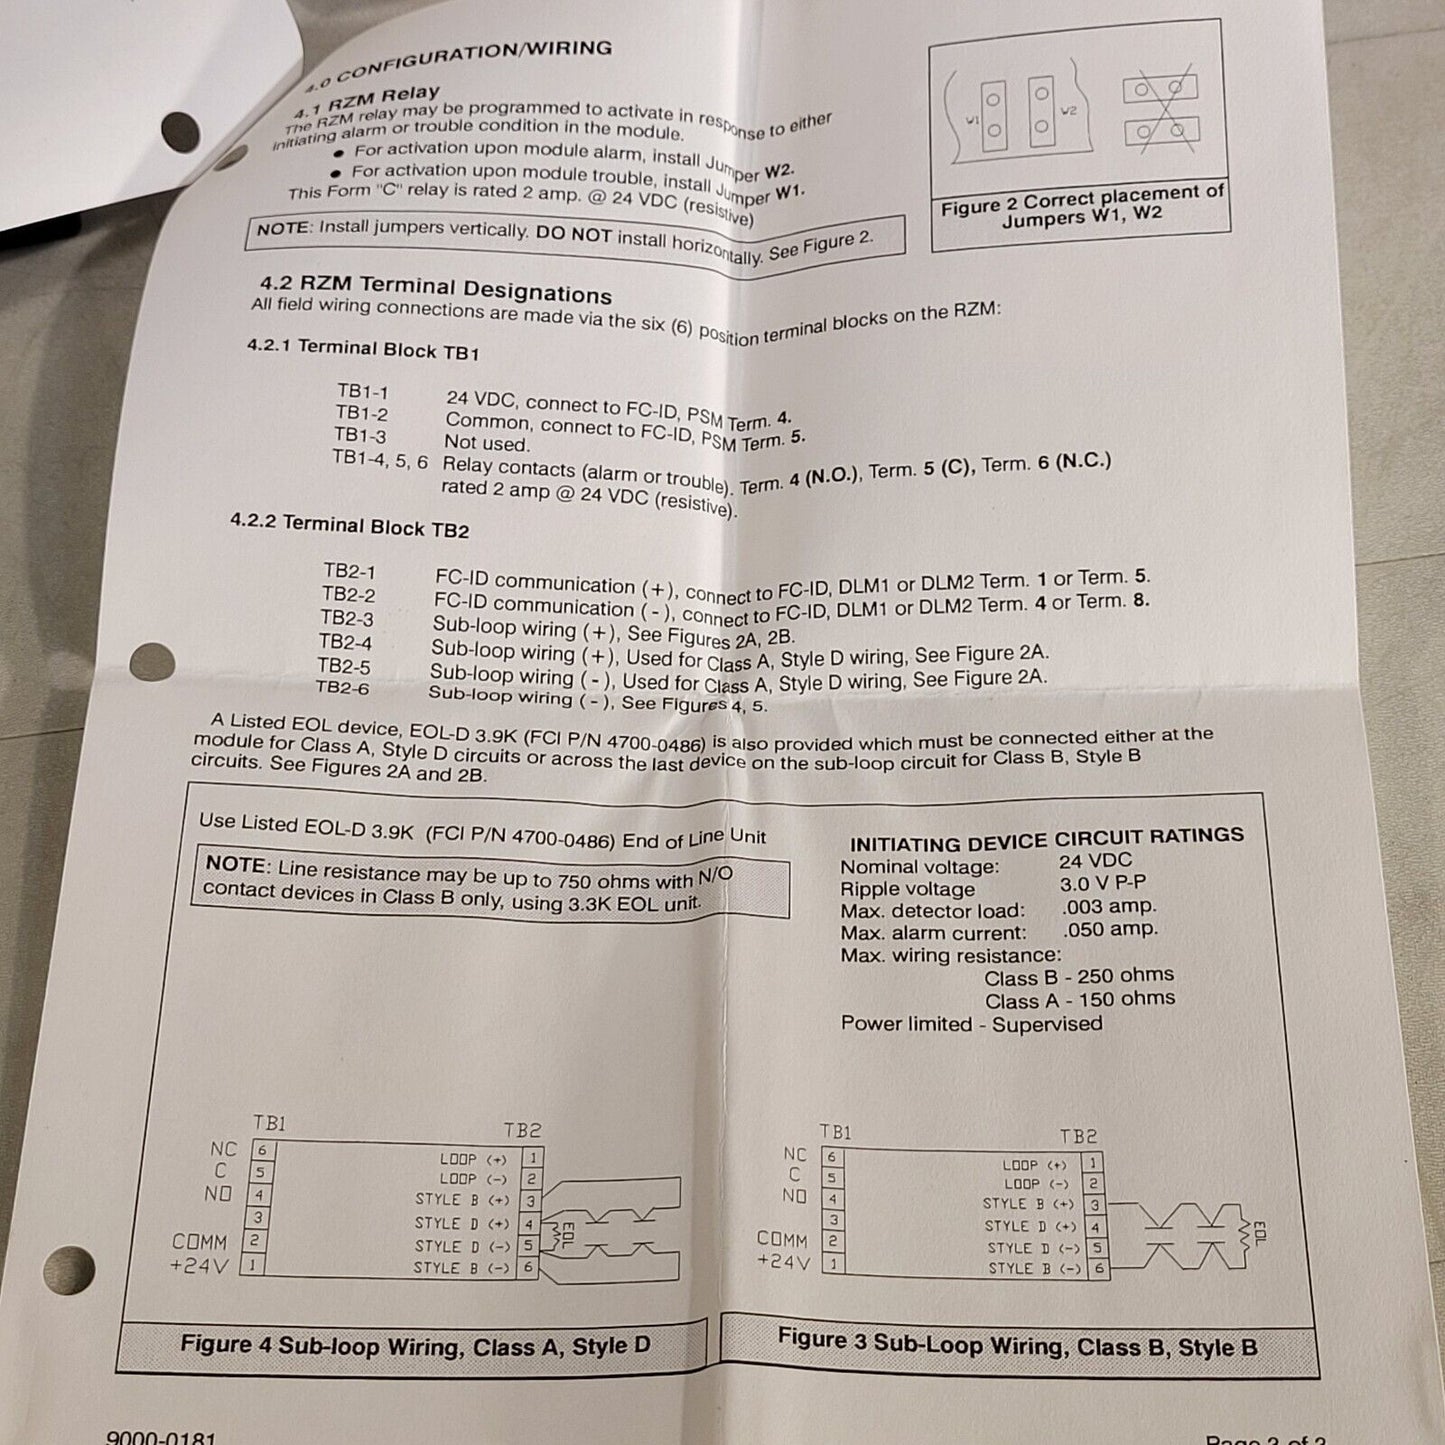 4.0 CONFIGURATION/WIRING
4.1 RZM Relay
The RZM relay may be programmed to activate in response to either
initiating alarm or trouble condition in the module.
● For activation upon module alarm, install Jumper W2.
● For activation upon module trouble, install Jumper W1.
This Form "C" relay is rated 2 amp. @ 24 VDC (resistive)
NOTE: Install jumpers vertically. DO NOT install horizontally. See Figure 2.
W1 W2
Figure 2 Correct placement of
Jumpers W1, W2
4.2 RZM Terminal Designations
All field wiring connections are made via the six (6) position terminal blocks on the RZM:
4.2.1 Terminal Block TB1
TB1-1 24 VDC, connect to FC-ID, PSM Term. 4.
TB1-2 Common, connect to FC-ID, PSM Term. 5.
TB1-3 Not used.
TB1-4, 5, 6 Relay contacts (alarm or trouble). Term. 4 (N.O.), Term. 5 (C), Term. 6 (N.C.)
rated 2 amp @ 24 VDC (resistive).
4.2.2 Terminal Block TB2
TB2-1 FC-ID communication (+), connect to FC-ID, DLM1 or DLM2 Term. 1 or Term. 5.
TB2-2 FC-ID communication (-), connect to FC-ID, DLM1 or DLM2 Term. 4 or Term. 8.
TB2-3 Sub-loop wiring (+), See Figures 2A, 2B.
TB2-4 Sub-loop wiring (+), Used for Class A, Style D wiring, See Figure 2A.
TB2-5 Sub-loop wiring (-), Used for Class A, Style D wiring, See Figure 2A.
TB2-6 Sub-loop wiring (-), See Figures 4, 5.
A Listed EOL device, EOL-D 3.9K (FCI P/N 4700-0486) is also provided which must be connected either at the
module for Class A, Style D circuits or across the last device on the sub-loop circuit for Class B, Style B
circuits. See Figures 2A and 2B.
Use Listed EOL-D 3.9K (FCI P/N 4700-0486) End of Line Unit
NOTE: Line resistance may be up to 750 ohms with N/O
contact devices in Class B only, using 3.3K EOL unit.
INITIATING DEVICE CIRCUIT RATINGS
Nominal voltage: 24 VDC
Ripple voltage 3.0 V P-P
Max. detector load: .003 amp.
Max. alarm current: .050 amp.
Max. wiring resistance:
Class B - 250 ohms
Class A - 150 ohms
Power limited - Supervised
TB1 TB2
NC 6 LOOP (+) 1
C 5 LOOP (-) 2
NO 4 STYLE B (+) 3
3 STYLE D (+) 4
COMM 2 STYLE D (-) 5
+24V 1 STYLE B (-) 6
EOL
Figure 4 Sub-loop Wiring, Class A, Style D
TB1 TB2
NC 6 LOOP (+) 1
C 5 LOOP (-) 2
NO 4 STYLE B (+) 3
3 STYLE D (+) 4
COMM 2 STYLE D (-) 5
+24V 1 STYLE B (-) 6
EOL
Figure 3 Sub-Loop Wiring, Class B, Style B
9000-0181
Page 2 of 2